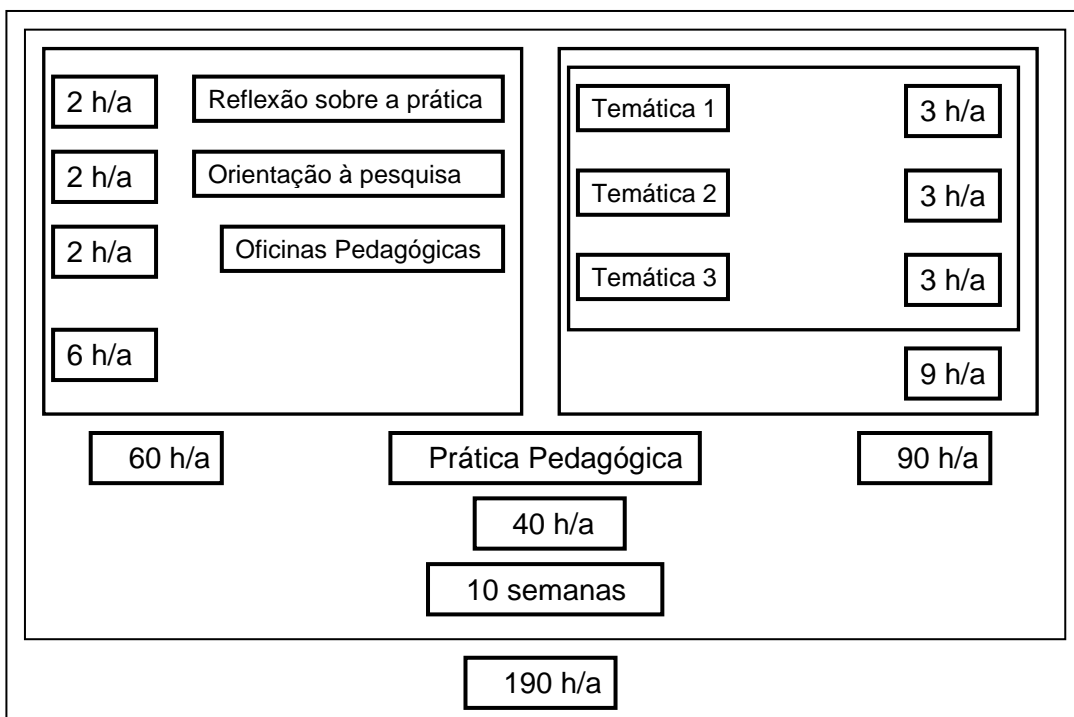 2 h/a
Reflexão sobre a prática
2 h/a
Orientação à pesquisa
2 h/a
Oficinas Pedagógicas
6 h/a
Temática 1
3 h/a
Temática 2
3 h/a
Temática 3
3 h/a
9 h/a
60 h/a
Prática Pedagógica
90 h/a
40 h/a
10 semanas
190 h/a